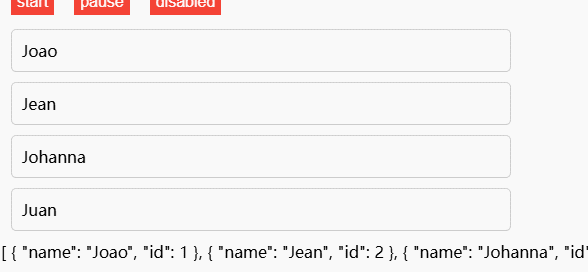 start pause disabled
Joao
Jean
Johanna
Juan
[ { "name": "Joao", "id": 1 }, { "name": "Jean", "id": 2 }, { "name": "Johanna", "id"